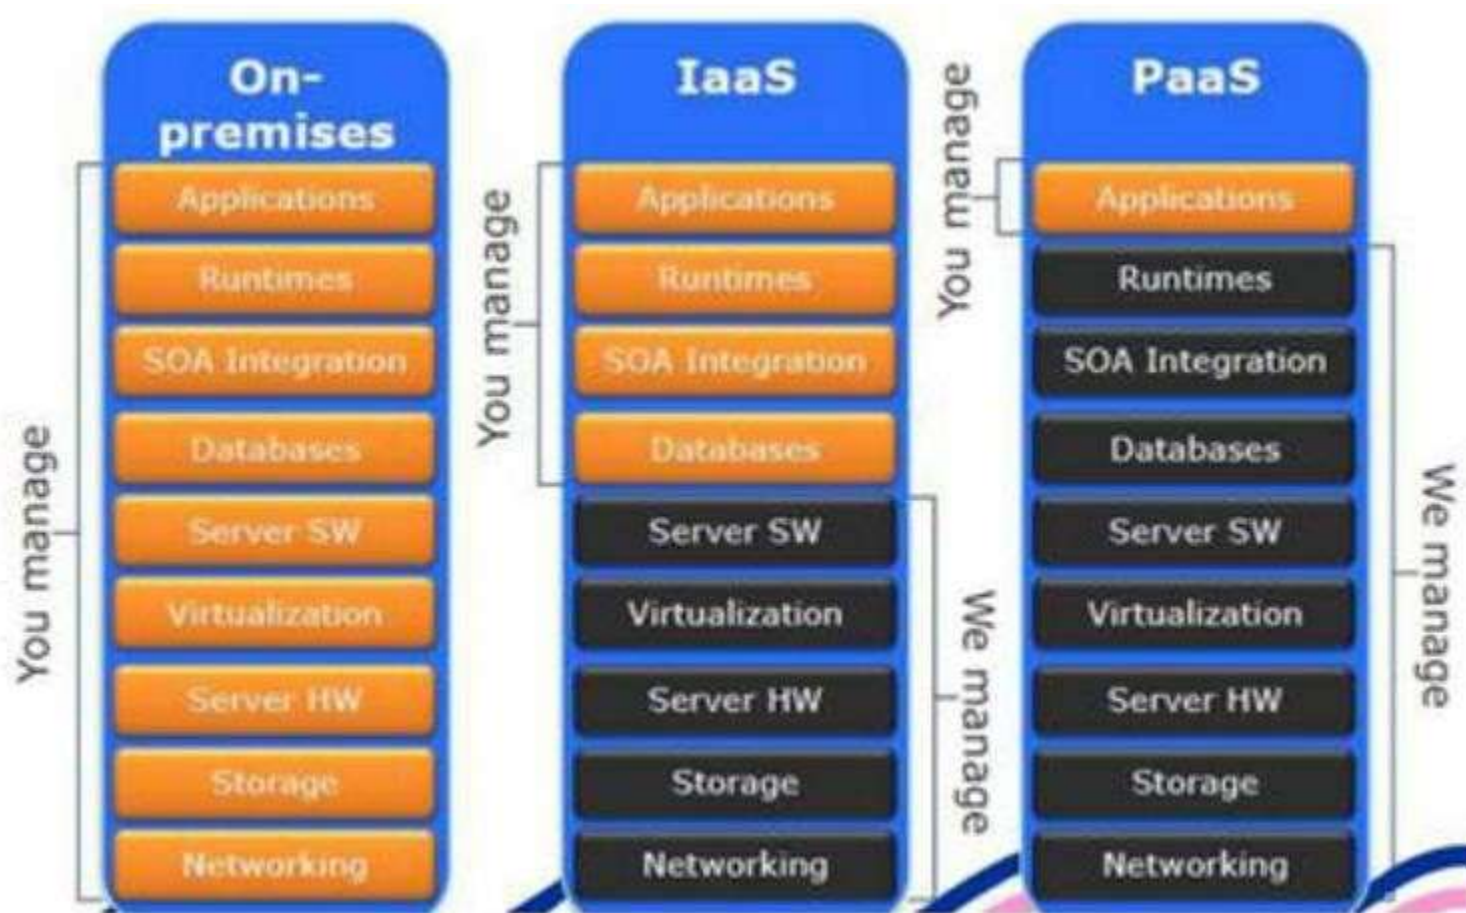 On-
premises
Applications
Runtimes
SOA Integration
Databases
Server SW
Virtualization
Server HW
Storage
Networking
You manage
IaaS
Applications
Runtimes
SOA Integration
Databases
Server SW
Virtualization
Server HW
Storage
Networking
You manage
We manage
PaaS
Applications
Runtimes
SOA Integration
Databases
Server SW
Virtualization
Server HW
Storage
Networking
You manage
We manage